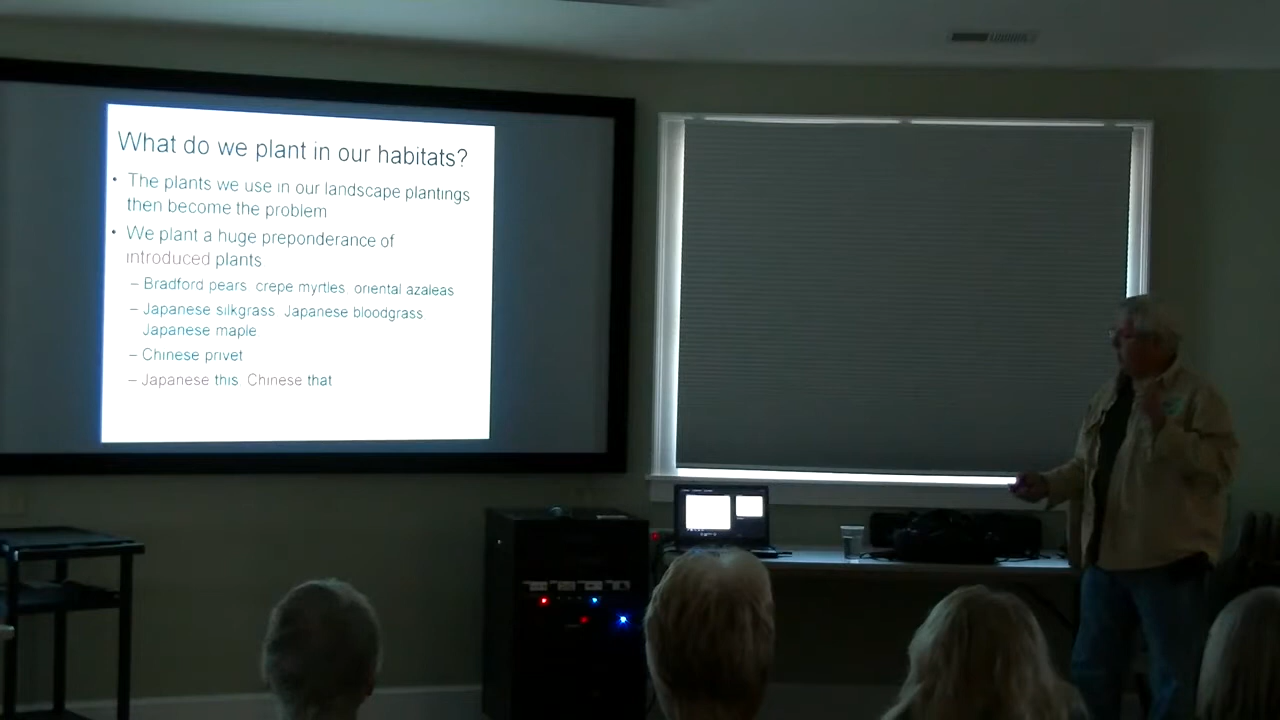 What do we plant in our habitats?
• The plants we use in our landscape plantings
then become the problem
• We plant a huge preponderance of
introduced plants
– Bradford pears crepe myrtles oriental azaleas
– Japanese silkgrass Japanese bloodgrass
Japanese maple
– Chinese privet
– Japanese this Chinese that